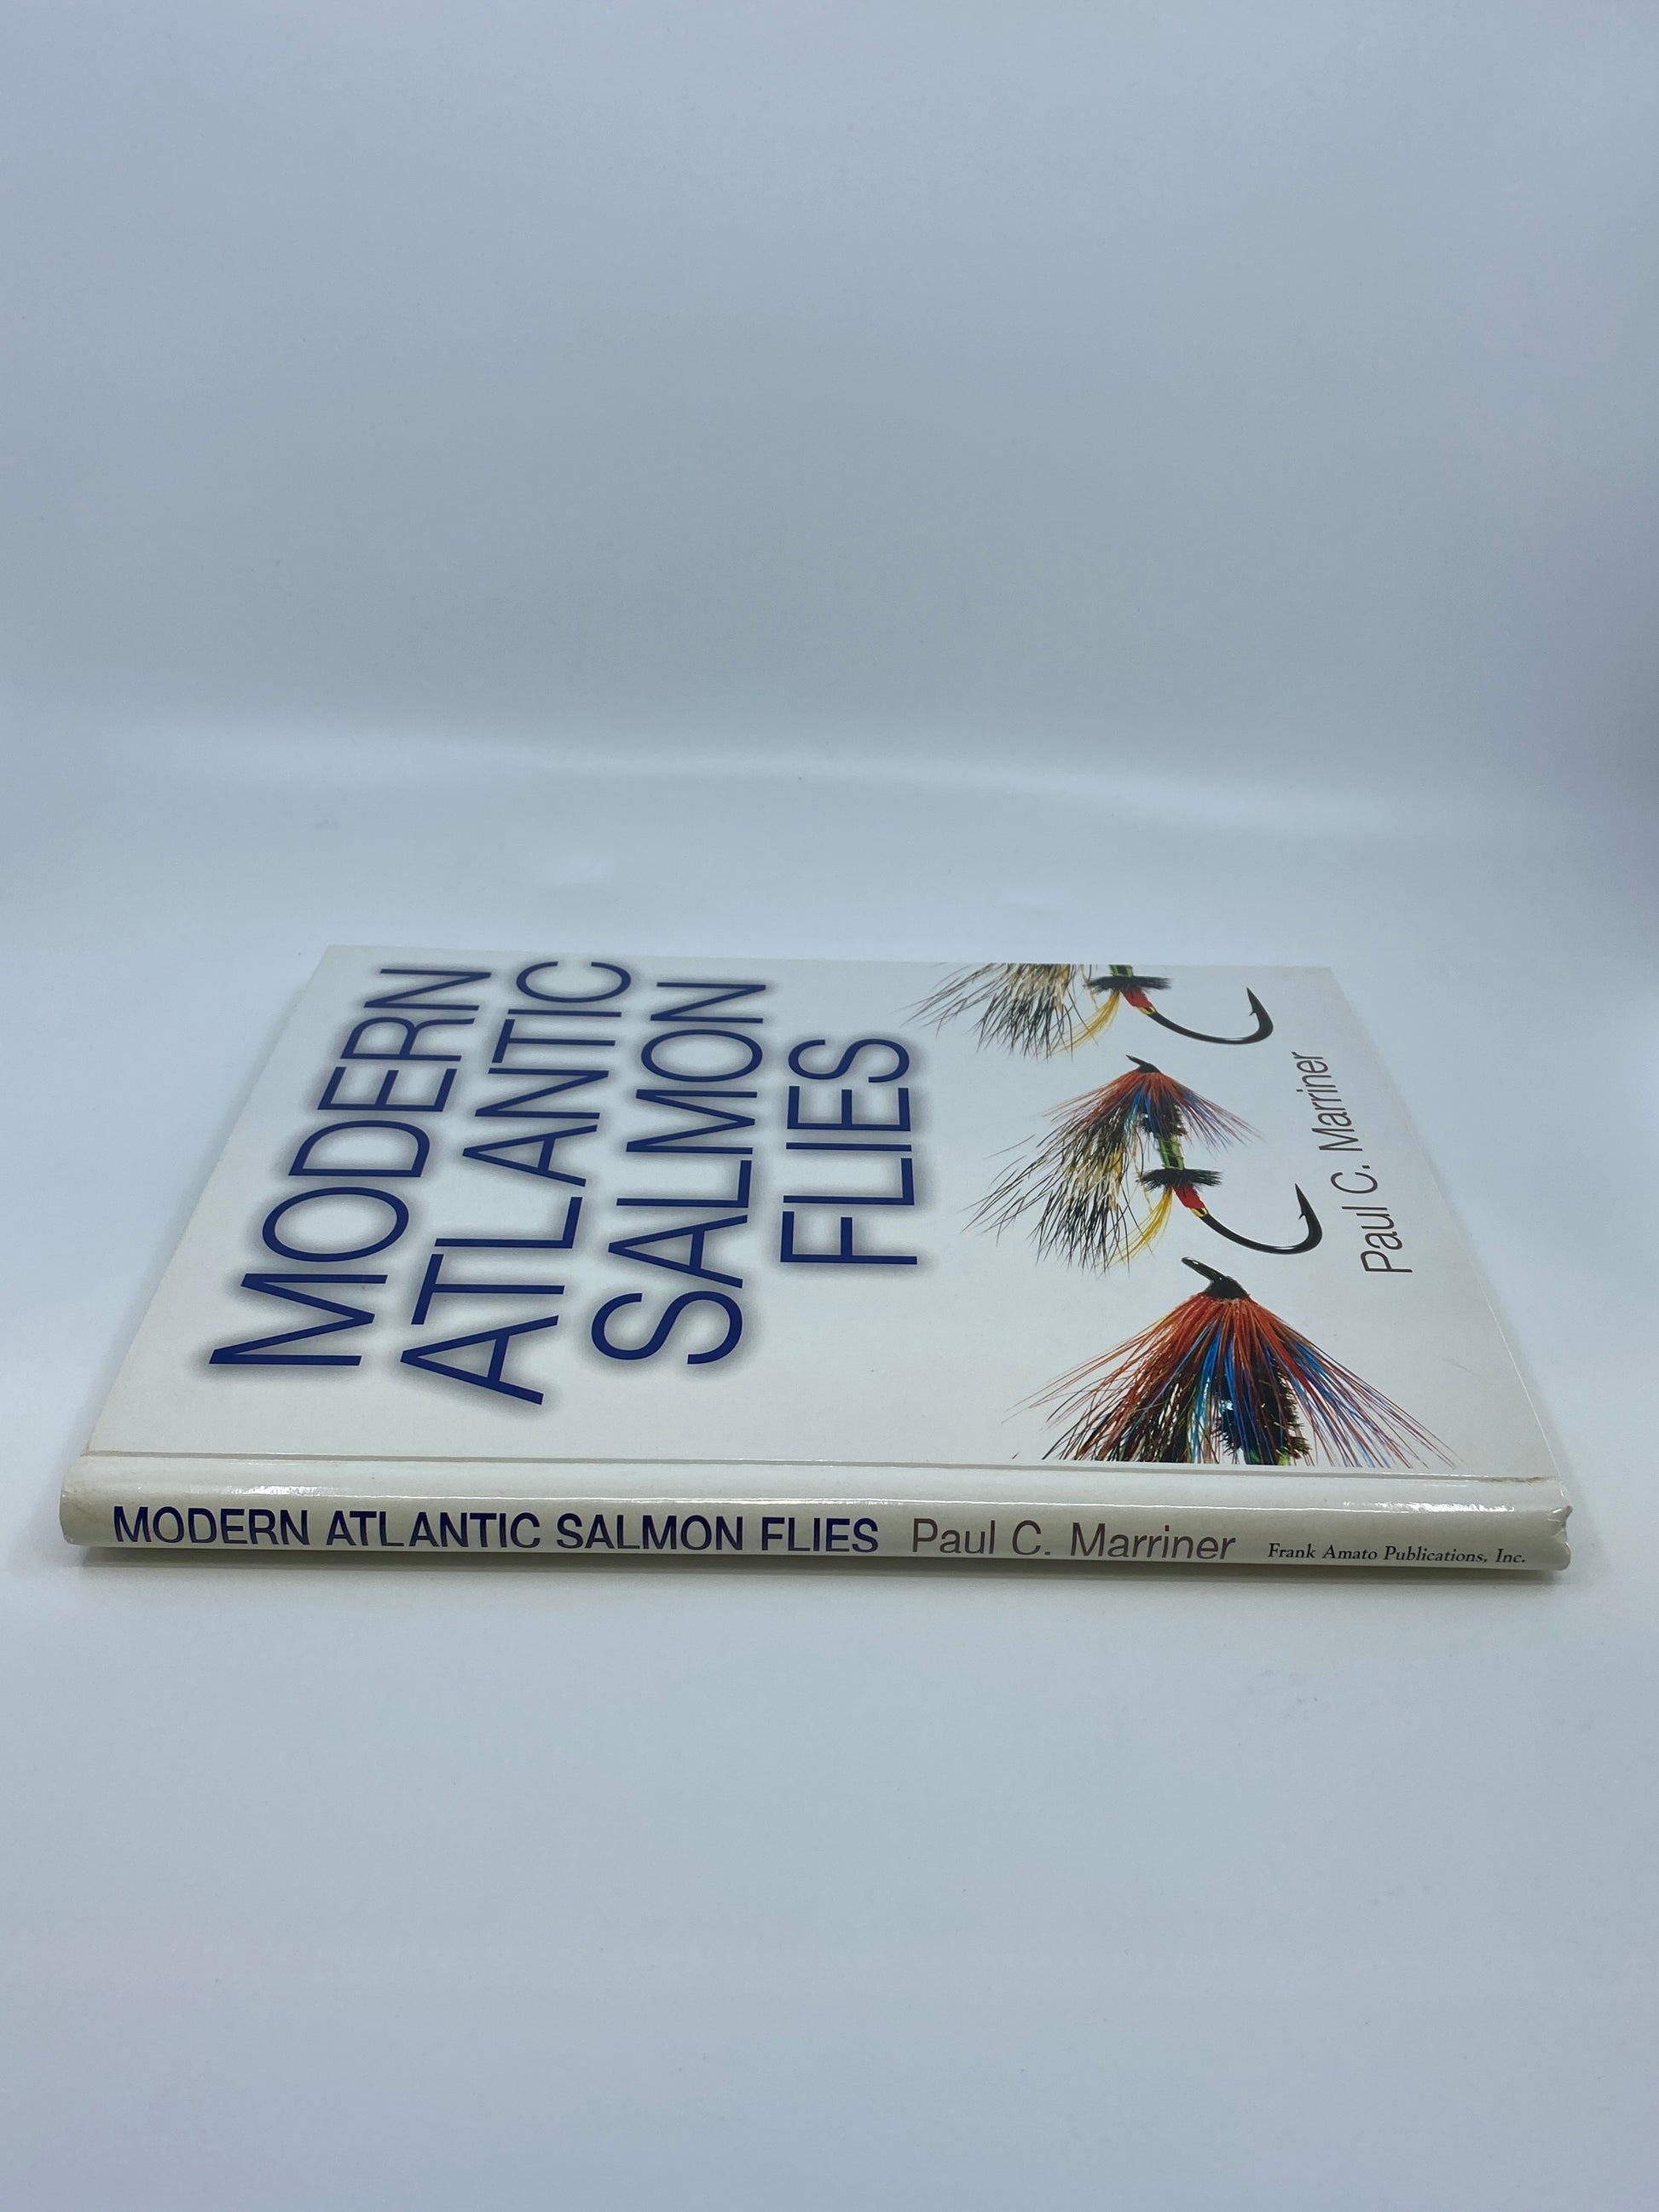 MODERN
ATLANTIC
SALMON
FLIES
Paul C. Marriner
MODERN ATLANTIC SALMON FLIES Paul C. Marriner Frank Amato Publications, Inc.